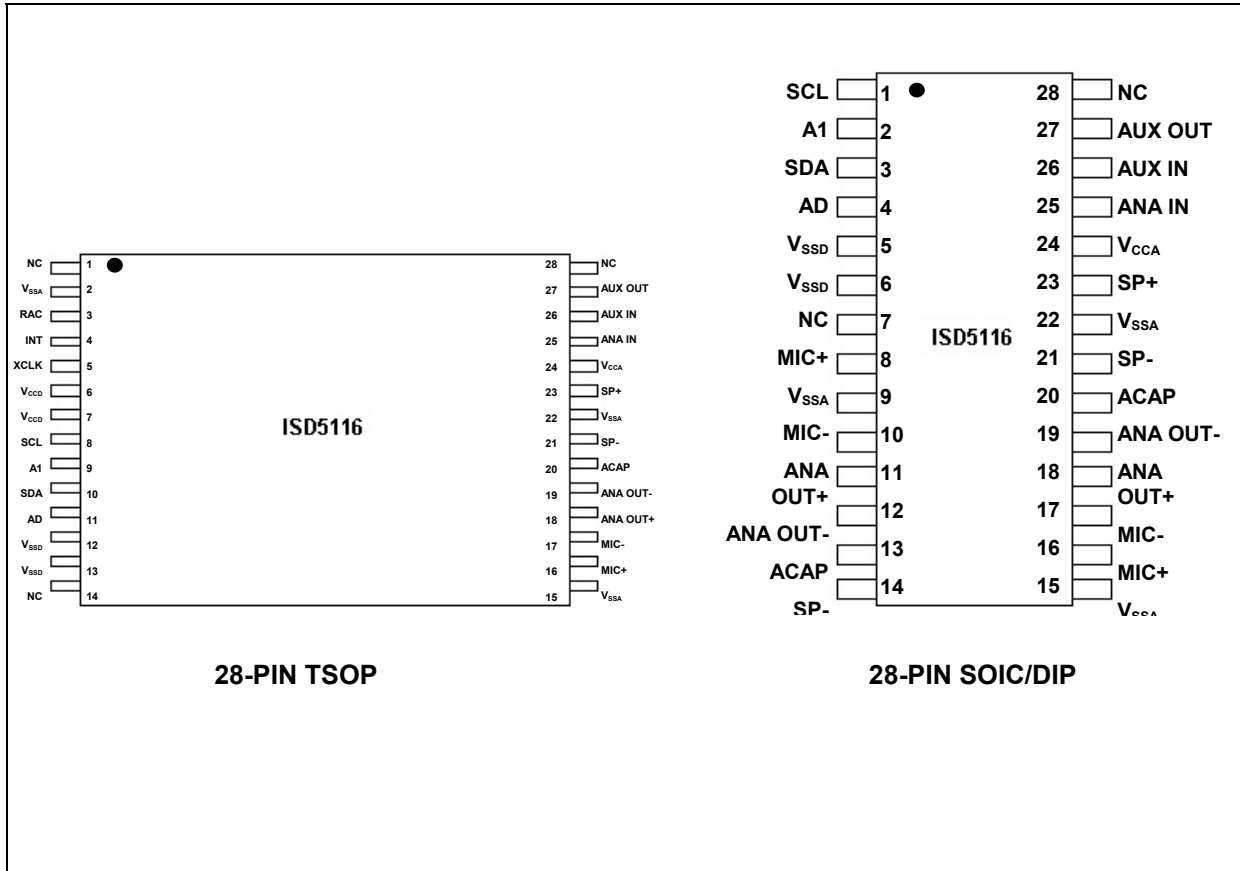 NC 1 28 NC
VSSA 2 27 AUX OUT
RAC 3 26 AUX IN
INT 4 25 ANA IN
XCLK 5 24 VCCA
VCCD 6 23 SP+
VCCD 7 22 VSSA
SCL 8 21 SP-
A1 9 20 ACAP
SDA 10 19 ANA OUT-
AD 11 18 ANA OUT+
VSSD 12 17 MIC-
VSSD 13 16 MIC+
NC 14 15 VSSA
ISD5116
28-PIN TSOP
SCL 1 28 NC
A1 2 27 AUX OUT
SDA 3 26 AUX IN
AD 4 25 ANA IN
VSSD 5 24 VCCA
VSSD 6 23 SP+
NC 7 22 VSSA
ISD5116
MIC+ 8 21 SP-
VSSA 9 20 ACAP
MIC- 10 19 ANA OUT-
ANA 11 18 ANA
OUT+ 12 17 OUT+
ANA OUT- 13 16 MIC-
ACAP 14 15 MIC+
SP- VSSA
28-PIN SOIC/DIP